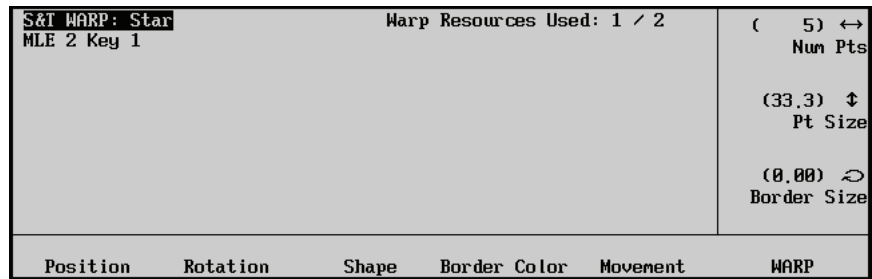 S&T WARP: Star
Warp Resources Used: 1 / 2
MLE 2 Key 1
( 5) ↔
Num Pts
(33.3) ↕
Pt Size
(0.00)
Border Size
Position Rotation Shape Border Color Movement WARP